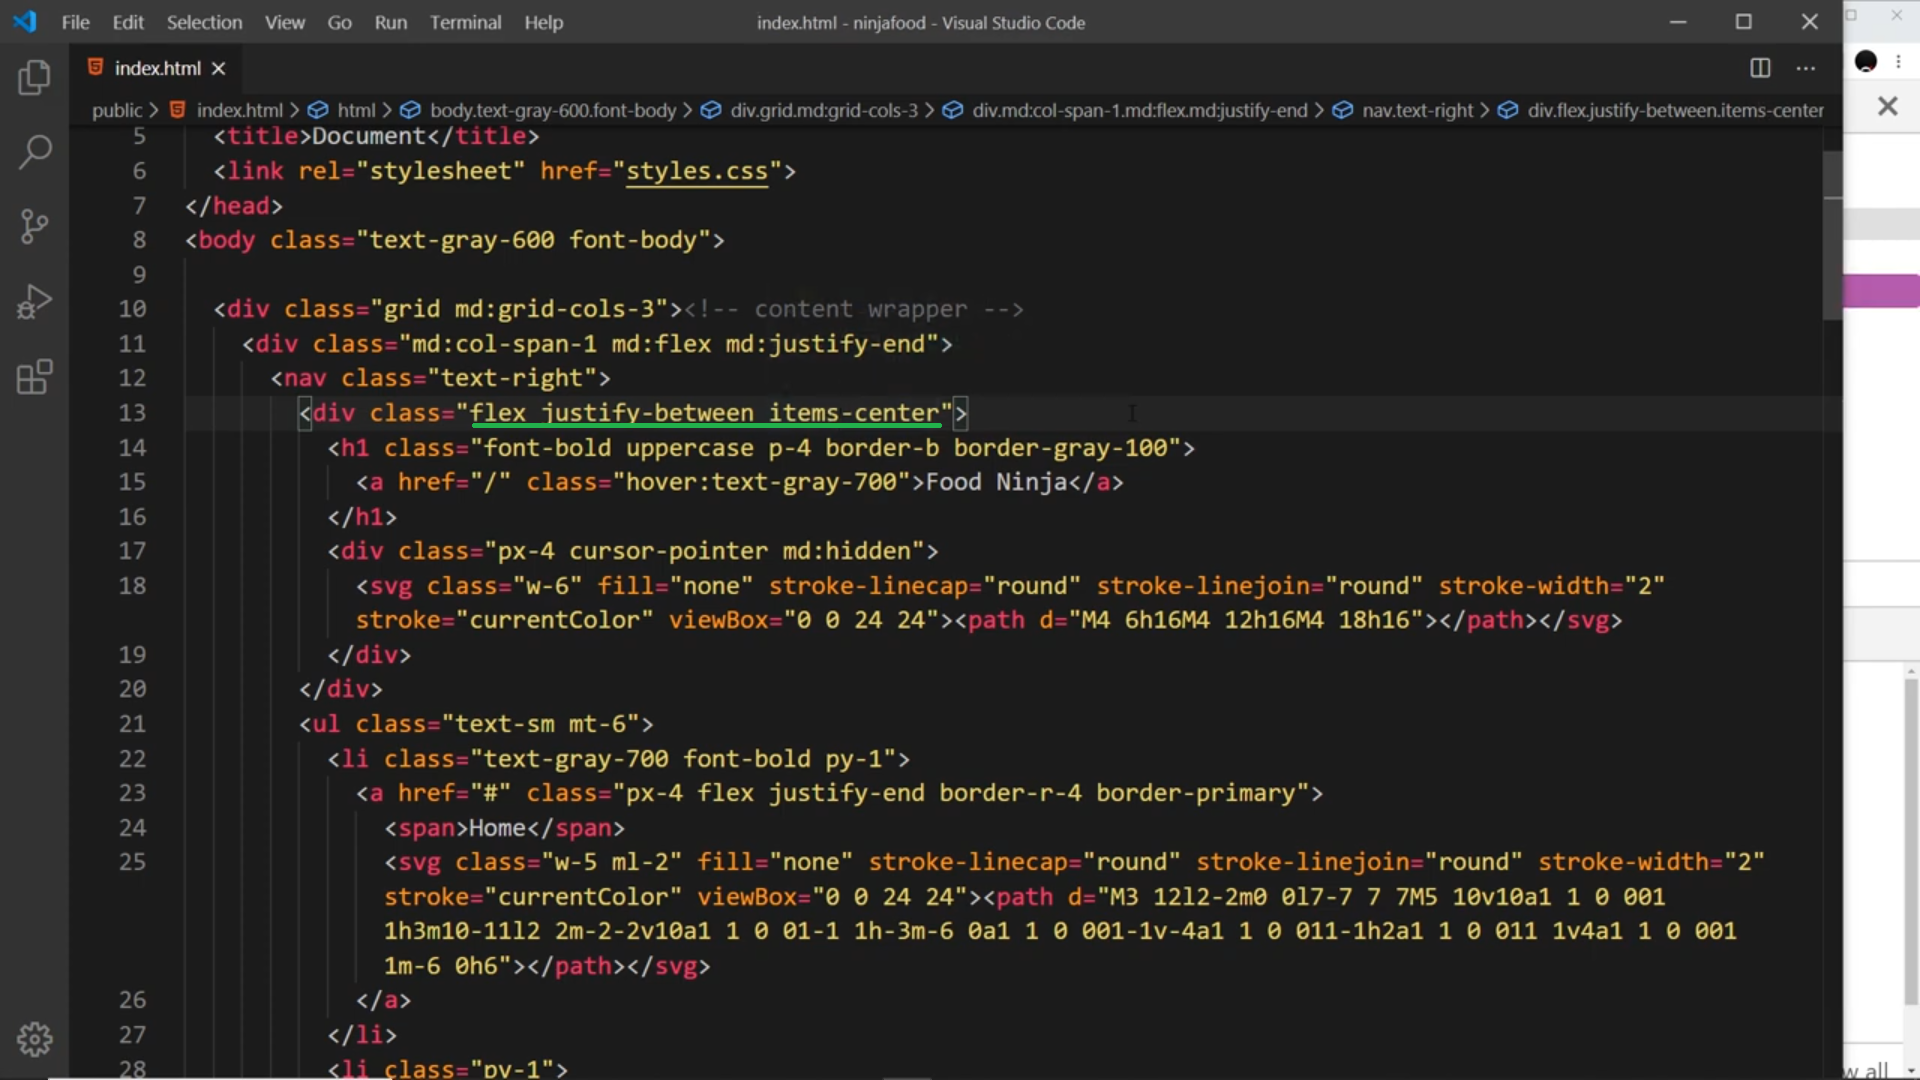 File Edit Selection View Go Run Terminal Help
index.html - ninjafood - Visual Studio Code
index.html
public > index.html > html > body.text-gray-600.font-body > div.grid.md:grid-cols-3 > div.md:col-span-1.md:flex.md:justify-end > nav.text-right > div.flex.justify-between.items-center
5 <title>Document</title>
6 <link rel="stylesheet" href="styles.css">
7 </head>
8 <body class="text-gray-600 font-body">
9
10 <div class="grid md:grid-cols-3"><!-- content wrapper -->
11 <div class="md:col-span-1 md:flex md:justify-end">
12 <nav class="text-right">
13 <div class="flex justify-between items-center">
14 <h1 class="font-bold uppercase p-4 border-b border-gray-100">
15 <a href="/" class="hover:text-gray-700">Food Ninja</a>
16 </h1>
17 <div class="px-4 cursor-pointer md:hidden">
18 <svg class="w-6" fill="none" stroke-linecap="round" stroke-linejoin="round" stroke-width="2"
stroke="currentColor" viewBox="0 0 24 24"><path d="M4 6h16M4 12h16M4 18h16"></path></svg>
19 </div>
20 </div>
21 <ul class="text-sm mt-6">
22 <li class="text-gray-700 font-bold py-1">
23 <a href="#" class="px-4 flex justify-end border-r-4 border-primary">
24 <span>Home</span>
25 <svg class="w-5 ml-2" fill="none" stroke-linecap="round" stroke-linejoin="round" stroke-width="2"
stroke="currentColor" viewBox="0 0 24 24"><path d="M3 12l2-2m0 0l7-7 7 7M5 10v10a1 1 0 001
1h3m10-11l2 2m-2-2v10a1 1 0 01-1 1h-3m-6 0a1 1 0 001-1v-4a1 1 0 011-1h2a1 1 0 011 1v4a1 1 0 001
1m-6 0h6"></path></svg>
26 </a>
27 </li>
28 <li class="py-1">
w all